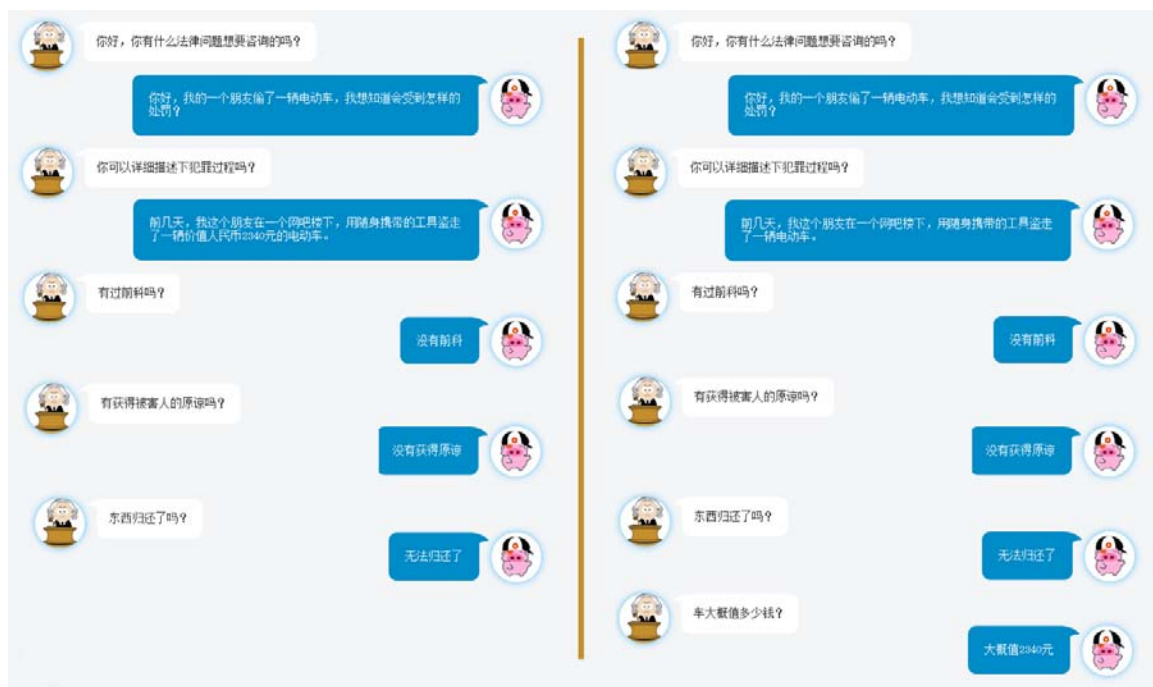 你好，你有什么法律问题想要咨询的吗？
你好，我的一个朋友偷了一辆电动车，我想知道会受到怎样的
处罚？
你可以详细描述下犯罪过程吗？
前几天，我这个朋友在一个网吧楼下，用随身携带的工具盗走
了一辆价值人民币2340元的电动车。
有过前科吗？
没有前科
有获得被害人的原谅吗？
没有获得原谅
东西归还了吗？
无法归还了
你好，你有什么法律问题想要咨询的吗？
你好，我的一个朋友偷了一辆电动车，我想知道会受到怎样的
处罚？
你可以详细描述下犯罪过程吗？
前几天，我这个朋友在一个网吧楼下，用随身携带的工具盗走
了一辆电动车。
有过前科吗？
没有前科
有获得被害人的原谅吗？
没有获得原谅
东西归还了吗？
无法归还了
车大概值多少钱？
大概值2340元